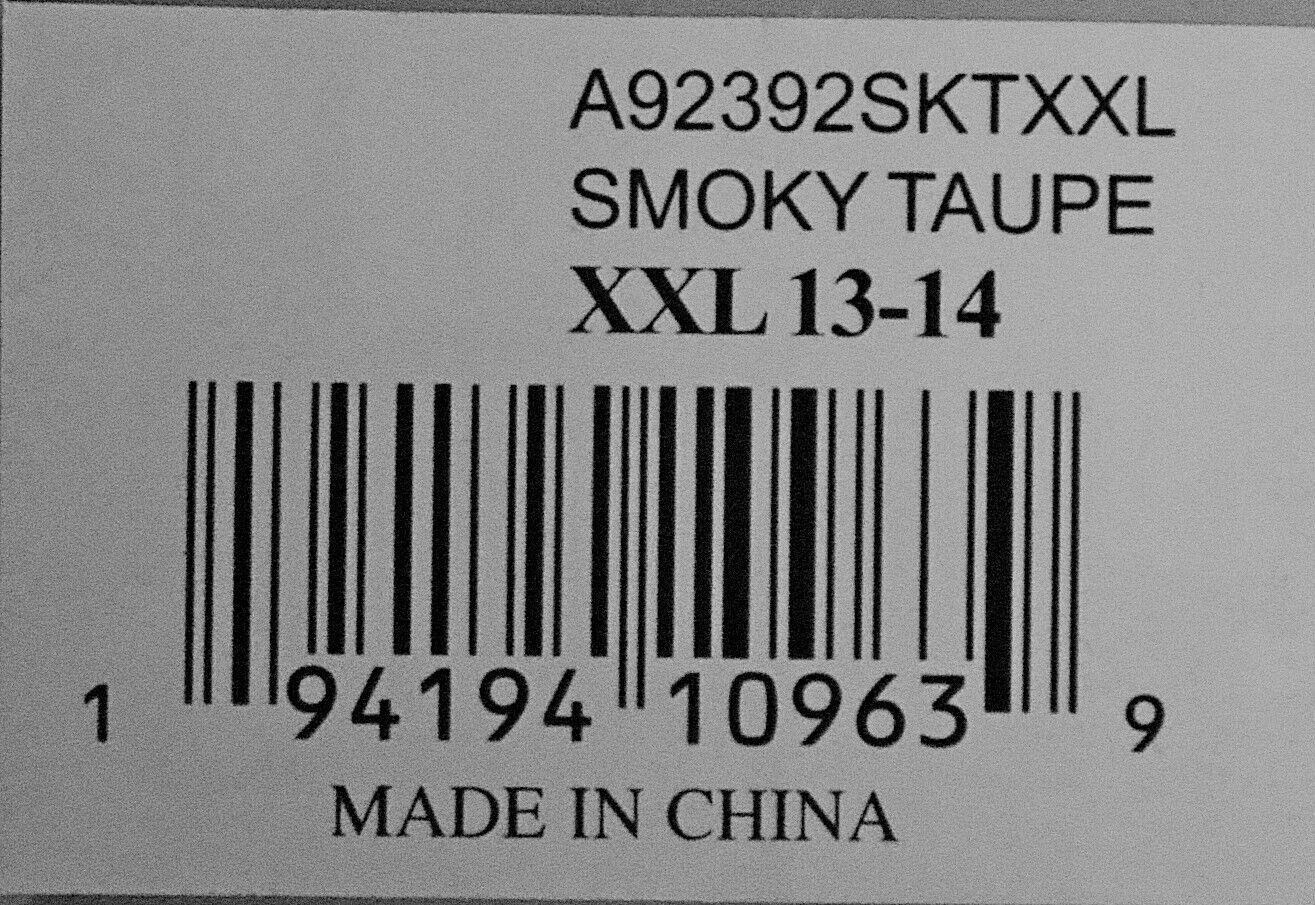 A92392SKTXXL
SMOKY TAUPE
XXL 13-14
1 94194 10963 9
MADE IN CHINA